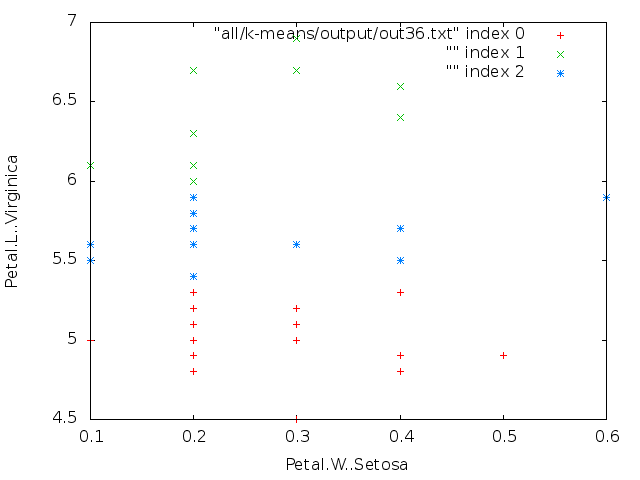 "all/k-means/output/out36.txt" index 0
"" index 1
"" index 2
7
6.5
6
5.5
5
4.5
Petal.L..Virginica
0.1 0.2 0.3 0.4 0.5 0.6
Petal.W..Setosa